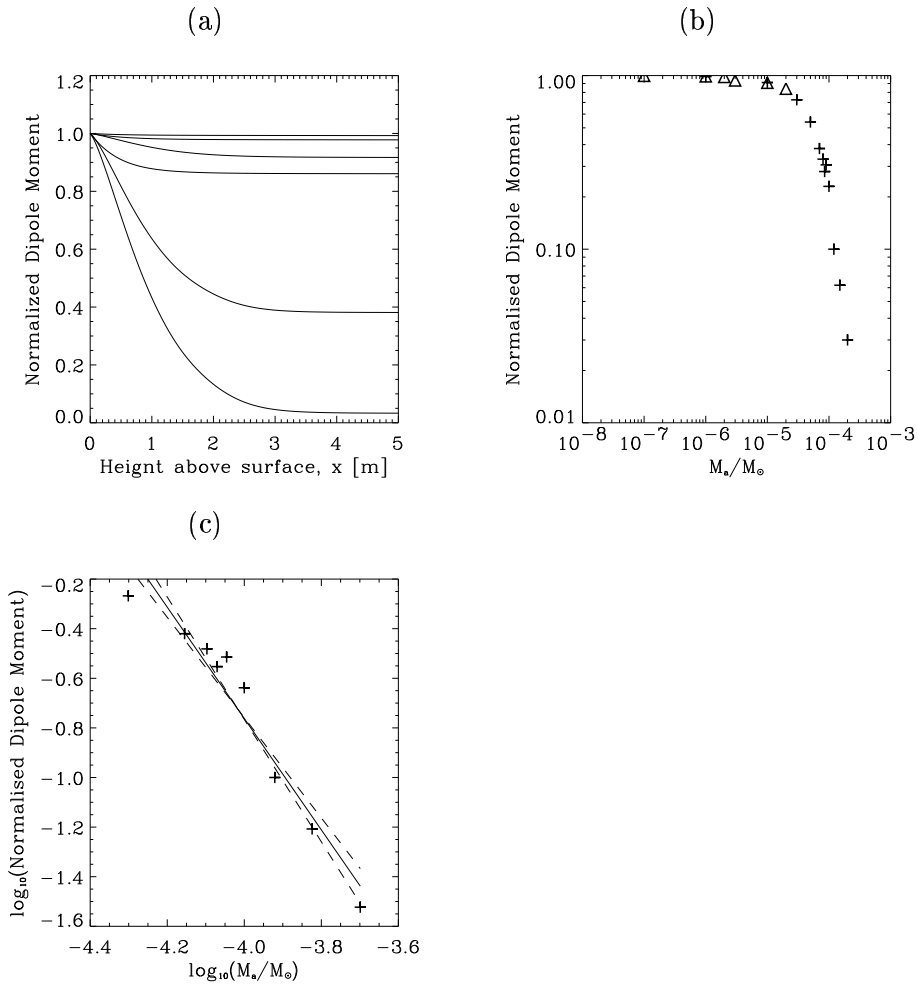 (a)
Normalized Dipole Moment
1.2
1.0
0.8
0.6
0.4
0.2
0.0
0 1 2 3 4 5
Heignt above surface, x [m]
(b)
Normalised Dipole Moment
1.00
0.10
0.01
10⁻⁸ 10⁻⁷ 10⁻⁶ 10⁻⁵ 10⁻⁴ 10⁻³
Mₐ/M☉
(c)
log₁₀(Normalised Dipole Moment)
−0.2
−0.4
−0.6
−0.8
−1.0
−1.2
−1.4
−1.6
−4.4 −4.2 −4.0 −3.8 −3.6
log₁₀(Mₐ/M☉)